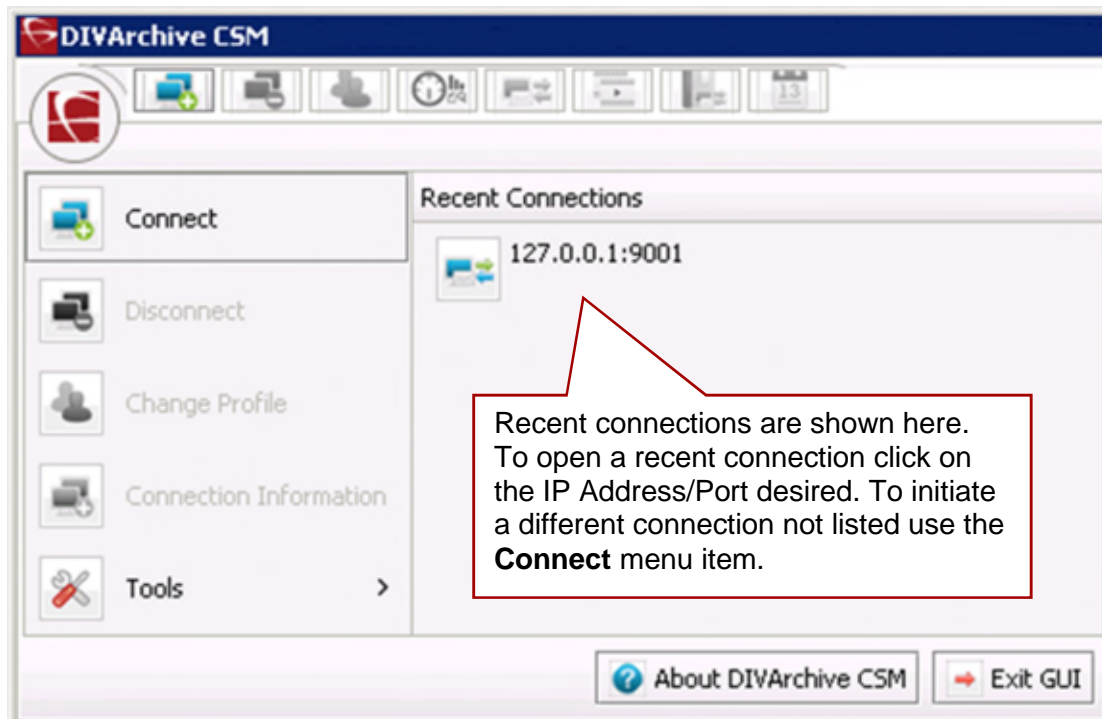 DIVArchive CSM
13
Connect
Disconnect
Change Profile
Connection Information
Tools
Recent Connections
127.0.0.1:9001
Recent connections are shown here.
To open a recent connection click on
the IP Address/Port desired. To initiate
a different connection not listed use the
Connect menu item.
About DIVArchive CSM
Exit GUI